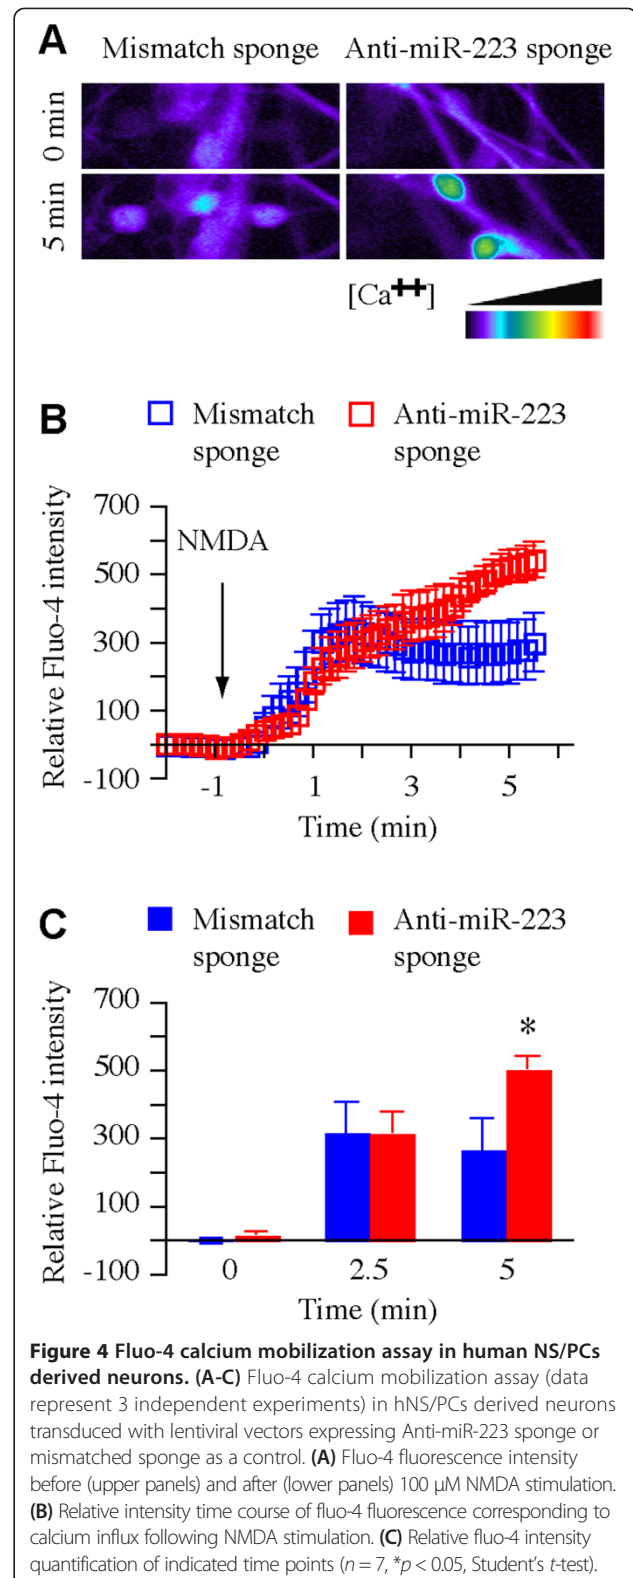 A
Mismatch sponge Anti-miR-223 sponge
0 min
5 min
[Ca++]
B
Mismatch sponge
Anti-miR-223 sponge
Relative Fluo-4 intensity
700
500
300
100
-100
NMDA
-1 1 3 5
Time (min)
C
Mismatch sponge
Anti-miR-223 sponge
Relative Fluo-4 intensity
700
500
300
100
-100
*
0 2.5 5
Time (min)
Figure 4 Fluo-4 calcium mobilization assay in human NS/PCs
derived neurons. (A-C) Fluo-4 calcium mobilization assay (data
represent 3 independent experiments) in hNS/PCs derived neurons
transduced with lentiviral vectors expressing Anti-miR-223 sponge or
mismatched sponge as a control. (A) Fluo-4 fluorescence intensity
before (upper panels) and after (lower panels) 100 μM NMDA stimulation.
(B) Relative intensity time course of fluo-4 fluorescence corresponding to
calcium influx following NMDA stimulation. (C) Relative fluo-4 intensity
quantification of indicated time points (n = 7, *p < 0.05, Student's t-test).